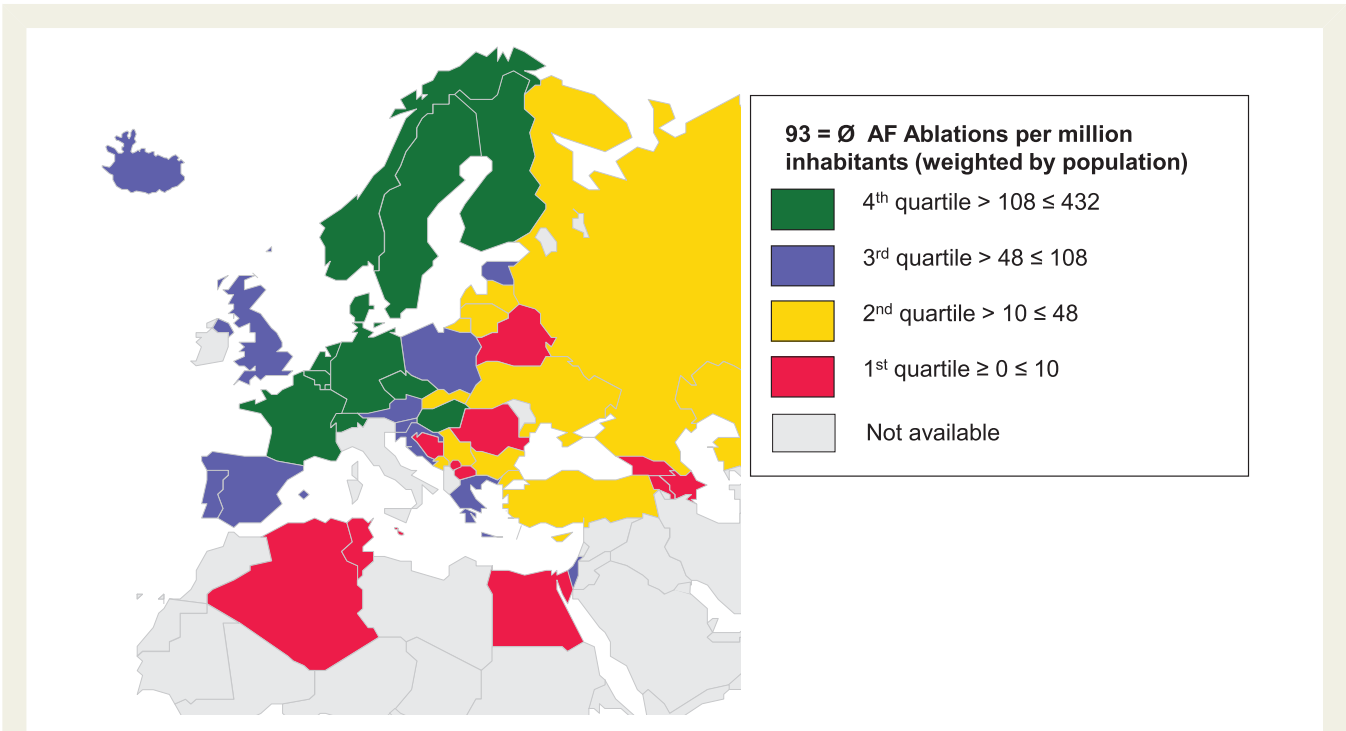 93 = Ø AF Ablations per million
inhabitants (weighted by population)
4th quartile > 108 ≤ 432
3rd quartile > 48 ≤ 108
2nd quartile > 10 ≤ 48
1st quartile ≥ 0 ≤ 10
Not available